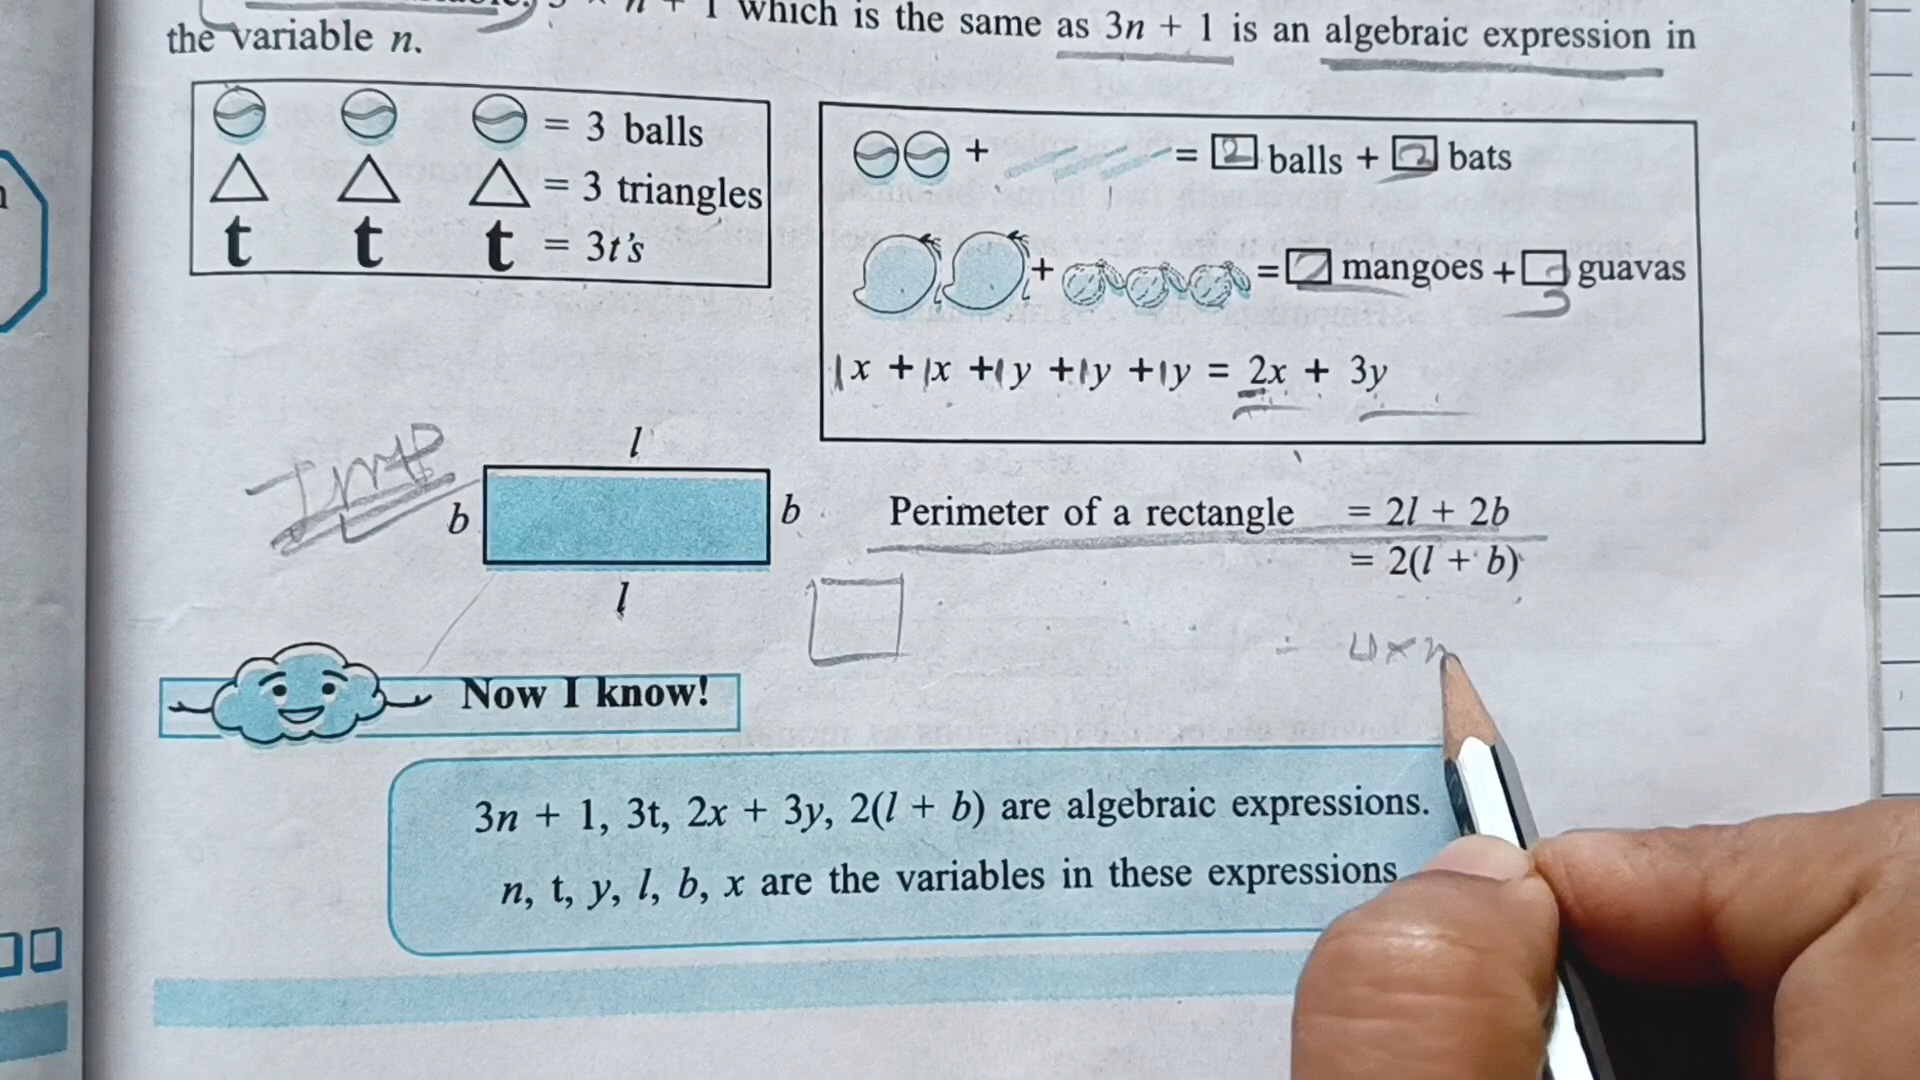 n + 1 which is the same as 3n + 1 is an algebraic expression in
the variable n.
= 3 balls
= 3 triangles
t t t = 3t's
+ = 2 balls + 3 bats
+ = 2 mangoes + 3 guavas
1x + 1x + 1y + 1y + 1y = 2x + 3y
IMP
l
b
b
l
Perimeter of a rectangle = 2l + 2b
= 2(l + b)
= 4 × n
Now I know!
3n + 1, 3t, 2x + 3y, 2(l + b) are algebraic expressions.
n, t, y, l, b, x are the variables in these expressions